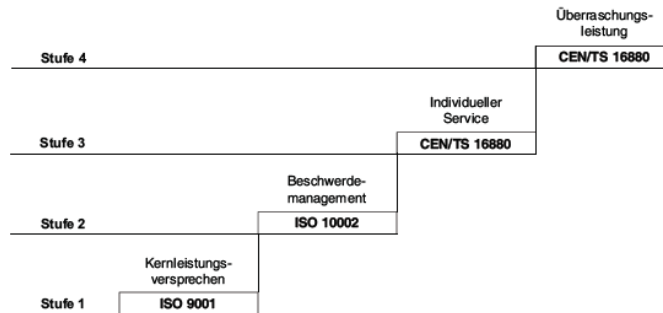 Überraschungs-
leistung
Stufe 4
CEN/TS 16880
Individueller
Service
Stufe 3
CEN/TS 16880
Beschwerde-
management
Stufe 2
ISO 10002
Kernleistungs-
versprechen
Stufe 1
ISO 9001